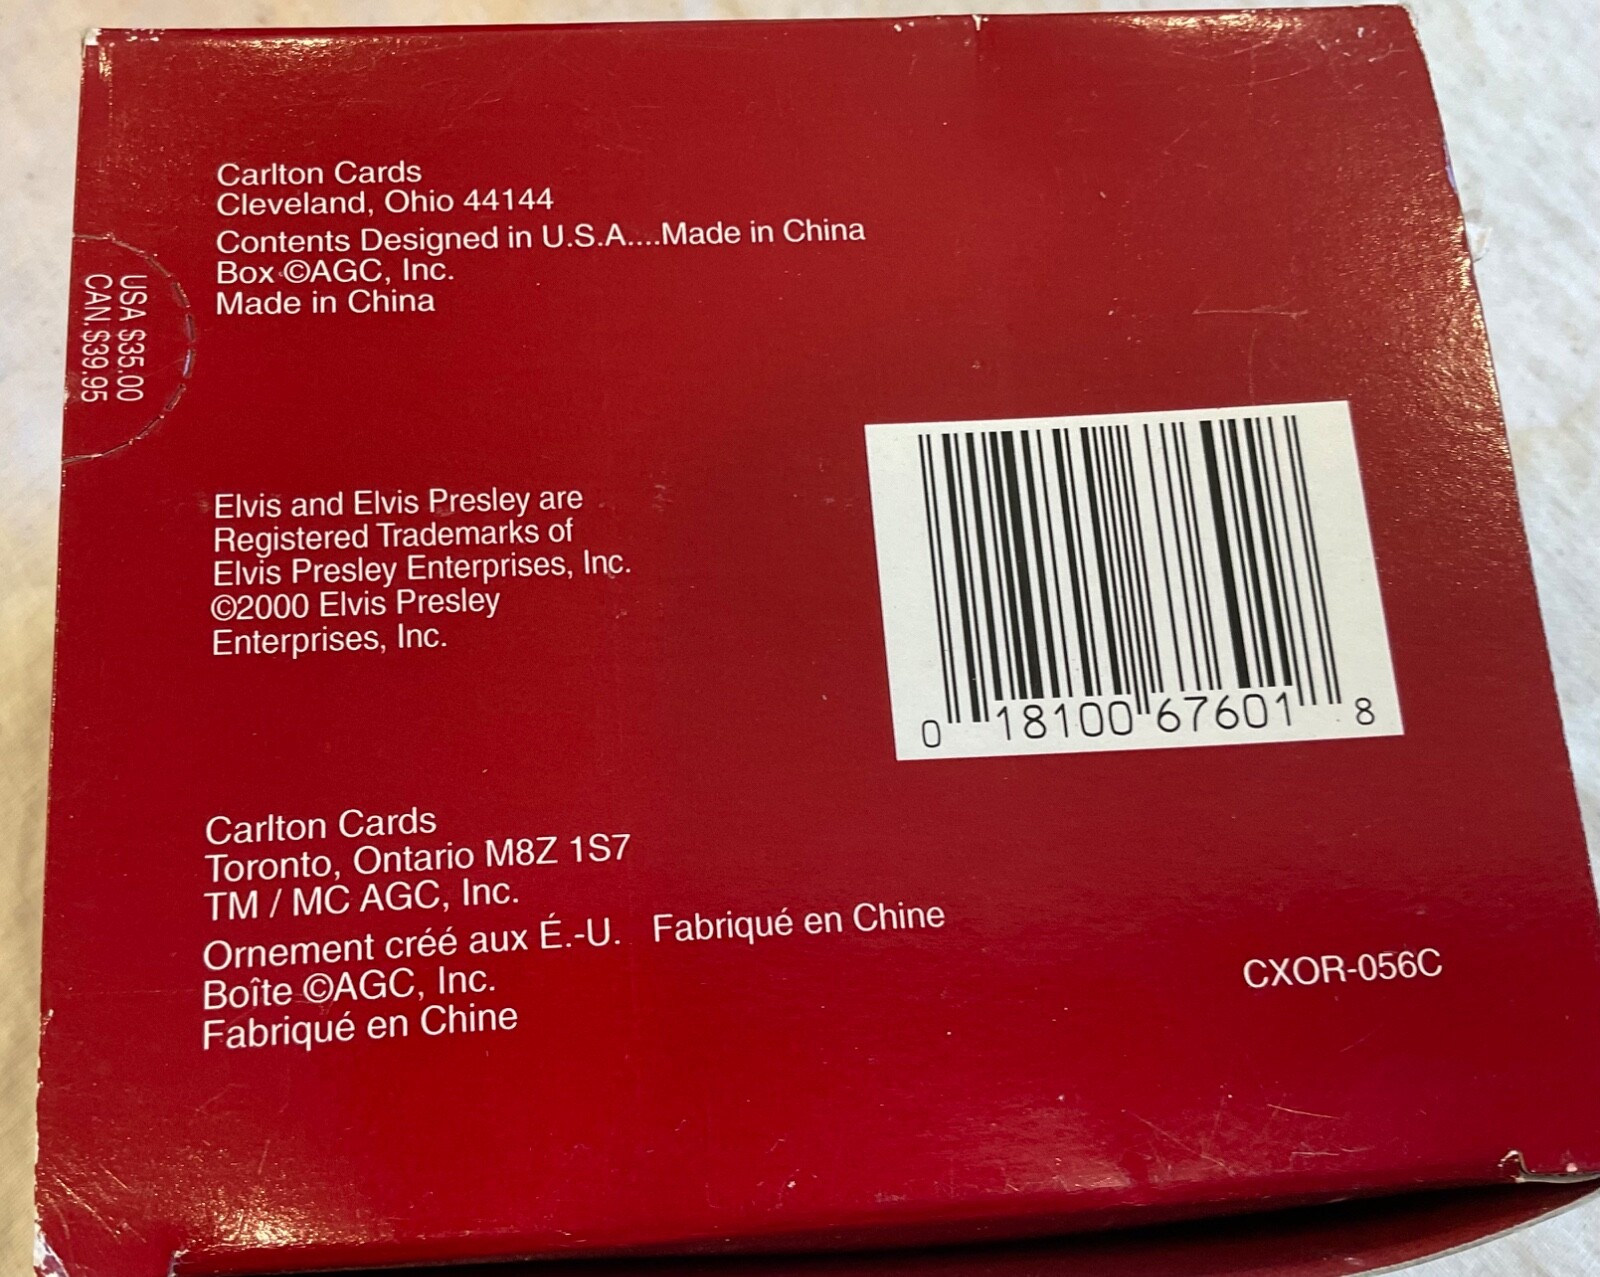 Carlton Cards
Cleveland, Ohio 44144
Contents Designed in U.S.A....Made in China
Box ©AGC, Inc.
Made in China
USA $35.00
CAN. $39.95
Elvis and Elvis Presley are
Registered Trademarks of
Elvis Presley Enterprises, Inc.
©2000 Elvis Presley
Enterprises, Inc.
0 18100 67601 8
Carlton Cards
Toronto, Ontario M8Z 1S7
TM / MC AGC, Inc.
Ornement créé aux É.-U. Fabriqué en Chine
Boîte ©AGC, Inc.
Fabriqué en Chine
CXOR-056C